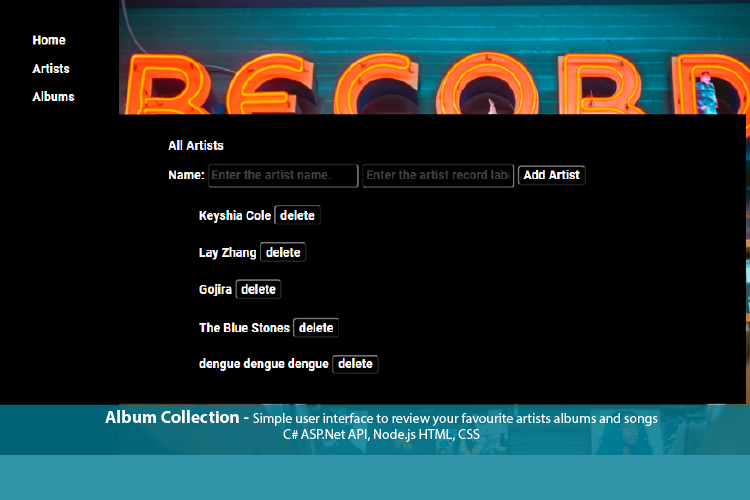 Home
Artists
Albums
RECORD
All Artists
Name: Enter the artist name. Enter the artist record lab Add Artist
Keyshia Cole delete
Lay Zhang delete
Gojira delete
The Blue Stones delete
dengue dengue dengue delete
Album Collection - Simple user interface to review your favourite artists albums and songs
C# ASP.Net API, Node.js HTML, CSS